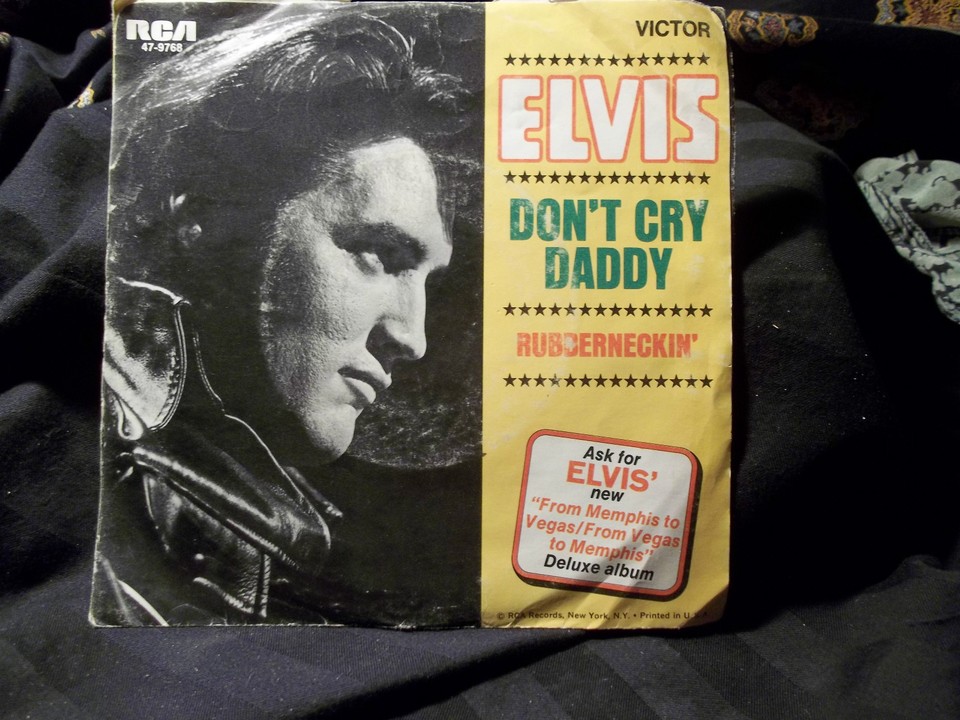 RCA
47-9768
VICTOR
ELVIS
DON'T CRY
DADDY
RUBBERNECKIN'
Ask for
ELVIS'
new
"From Memphis to
Vegas/From Vegas
to Memphis"
Deluxe album
© RCA Records, New York, N.Y. • Printed in U.S.A.